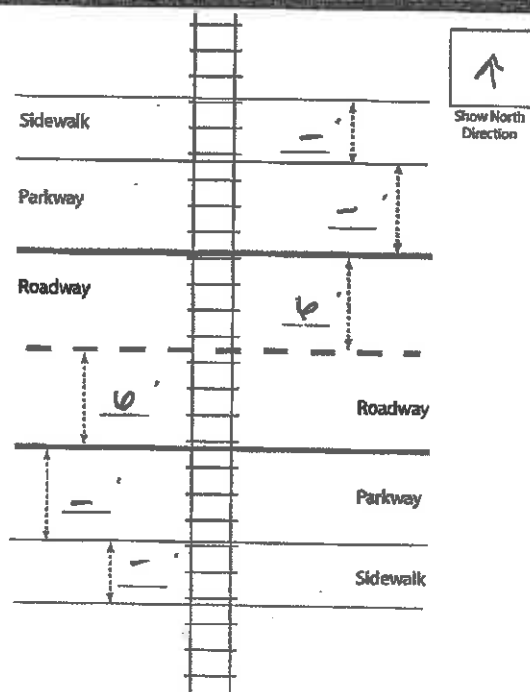 Show North
Direction
Sidewalk
– '
Parkway
– '
Roadway
6 '
6 '
Roadway
– '
Parkway
– '
Sidewalk